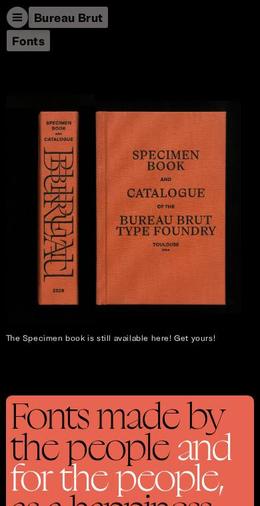 Bureau Brut
Fonts
SPECIMEN
BOOK
AND
CATALOGUE
BUREAU
2024
SPECIMEN
BOOK
AND
CATALOGUE
OF THE
BUREAU BRUT
TYPE FOUNDRY
TOULOUSE
The Specimen book is still available here! Get yours!
Fonts made by
the people and
for the people,
as a happiness